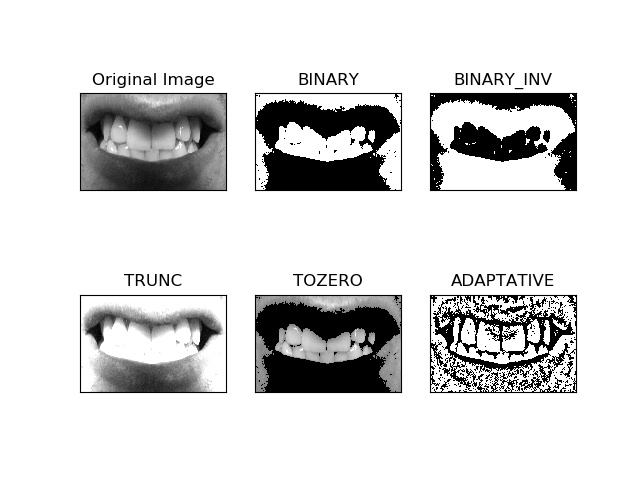 Original Image
BINARY
BINARY_INV
TRUNC
TOZERO
ADAPTATIVE